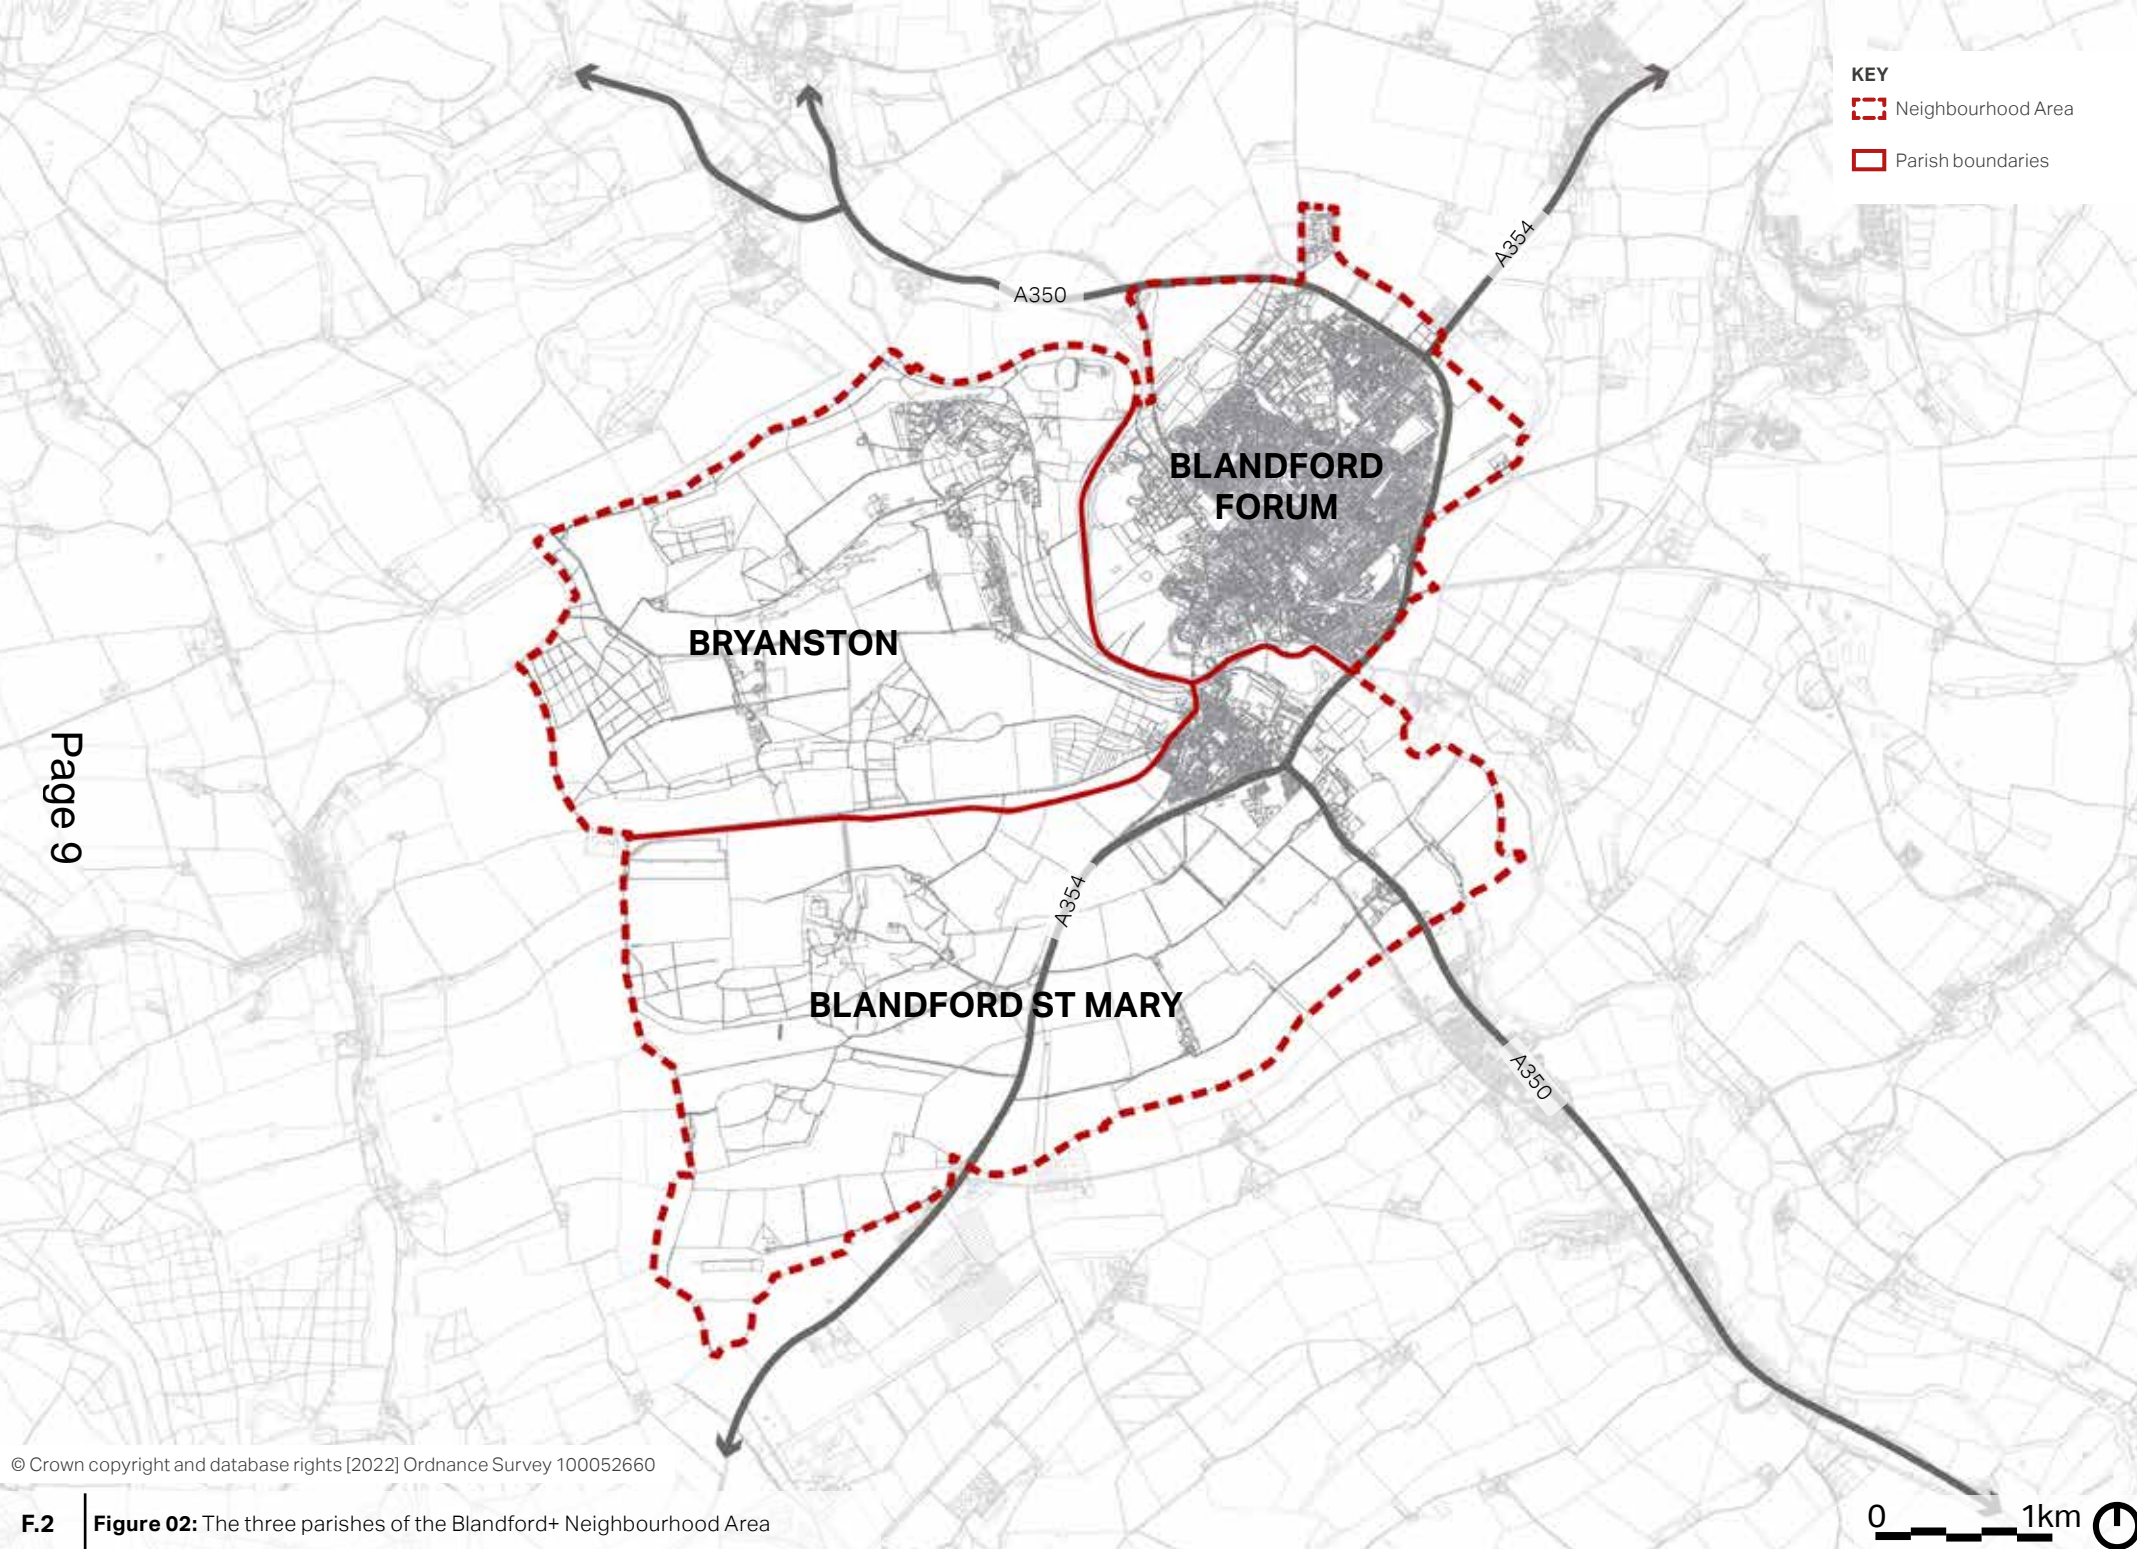 KEY
Neighbourhood Area
Parish boundaries
A354
A350
BLANDFORD
FORUM
BRYANSTON
Page 9
A354
BLANDFORD ST MARY
A350
© Crown copyright and database rights [2022] Ordnance Survey 100052660
0 1km
F.2 Figure 02: The three parishes of the Blandford+ Neighbourhood Area